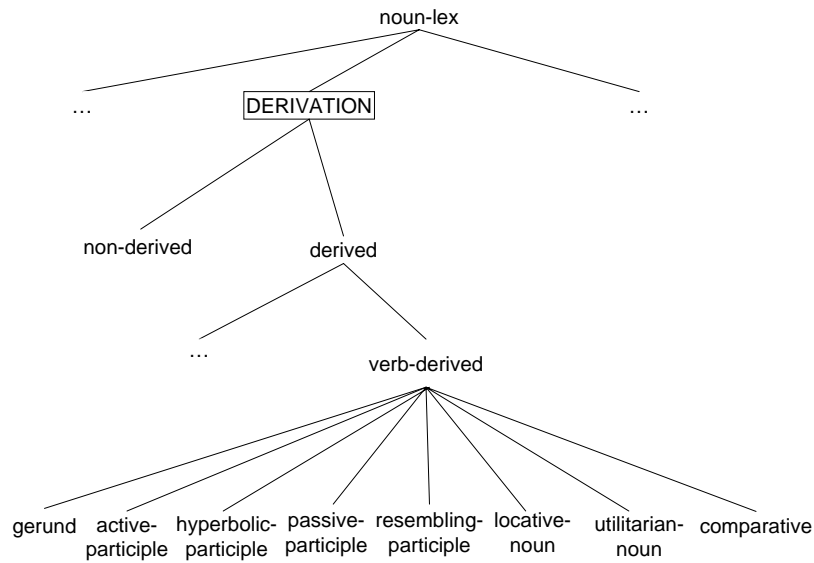 noun-lex
… DERIVATION …
non-derived derived
…
verb-derived
gerund active-participle hyperbolic-participle passive-participle resembling-participle locative-noun utilitarian-noun comparative